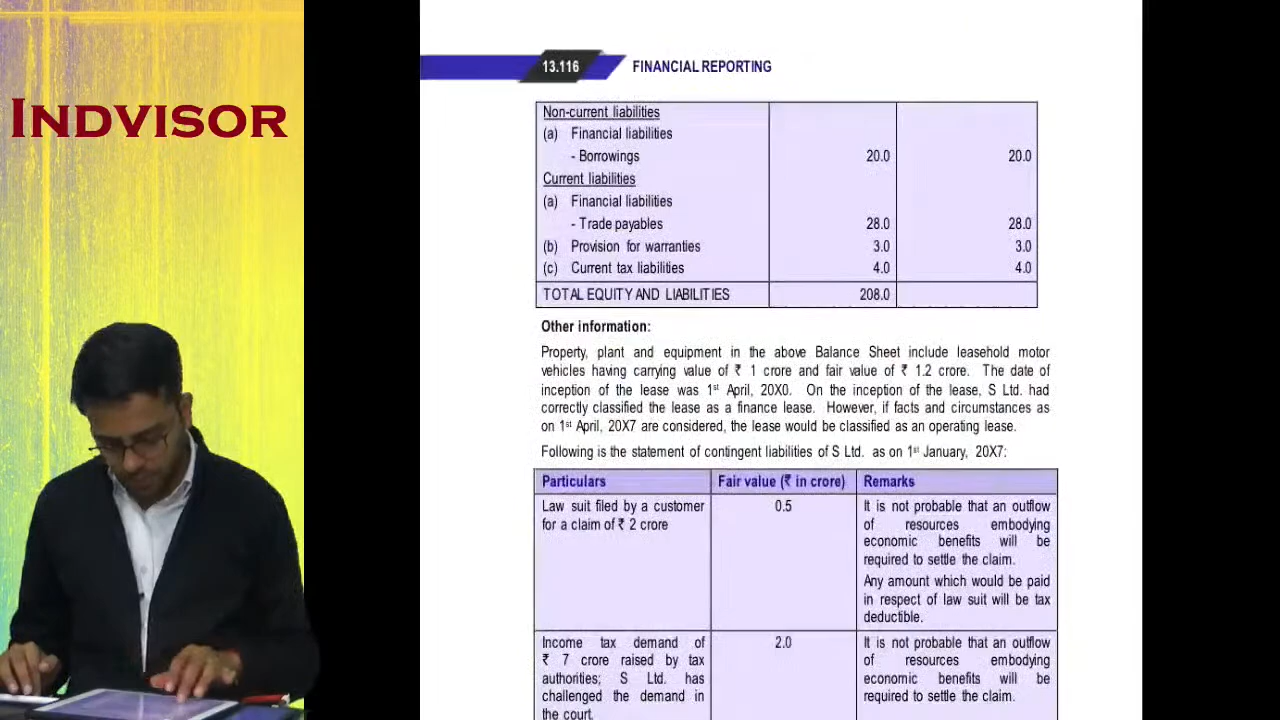 INDVISOR
13.116 FINANCIAL REPORTING
Non-current liabilities
(a) Financial liabilities
- Borrowings 20.0 20.0
Current liabilities
(a) Financial liabilities
- Trade payables 28.0 28.0
(b) Provision for warranties 3.0 3.0
(c) Current tax liabilities 4.0 4.0
TOTAL EQUITY AND LIABILITIES 208.0
Other information:
Property, plant and equipment in the above Balance Sheet include leasehold motor
vehicles having carrying value of ₹ 1 crore and fair value of ₹ 1.2 crore. The date of
inception of the lease was 1st April, 20X0. On the inception of the lease, S Ltd. had
correctly classified the lease as a finance lease. However, if facts and circumstances as
on 1st April, 20X7 are considered, the lease would be classified as an operating lease.
Following is the statement of contingent liabilities of S Ltd. as on 1st January, 20X7:
Particulars Fair value (₹ in crore) Remarks
Law suit filed by a customer 0.5 It is not probable that an outflow
for a claim of ₹ 2 crore of resources embodying
economic benefits will be
required to settle the claim.
Any amount which would be paid
in respect of law suit will be tax
deductible.
Income tax demand of 2.0 It is not probable that an outflow
₹ 7 crore raised by tax of resources embodying
authorities; S Ltd. has economic benefits will be
challenged the demand in required to settle the claim.
the court.